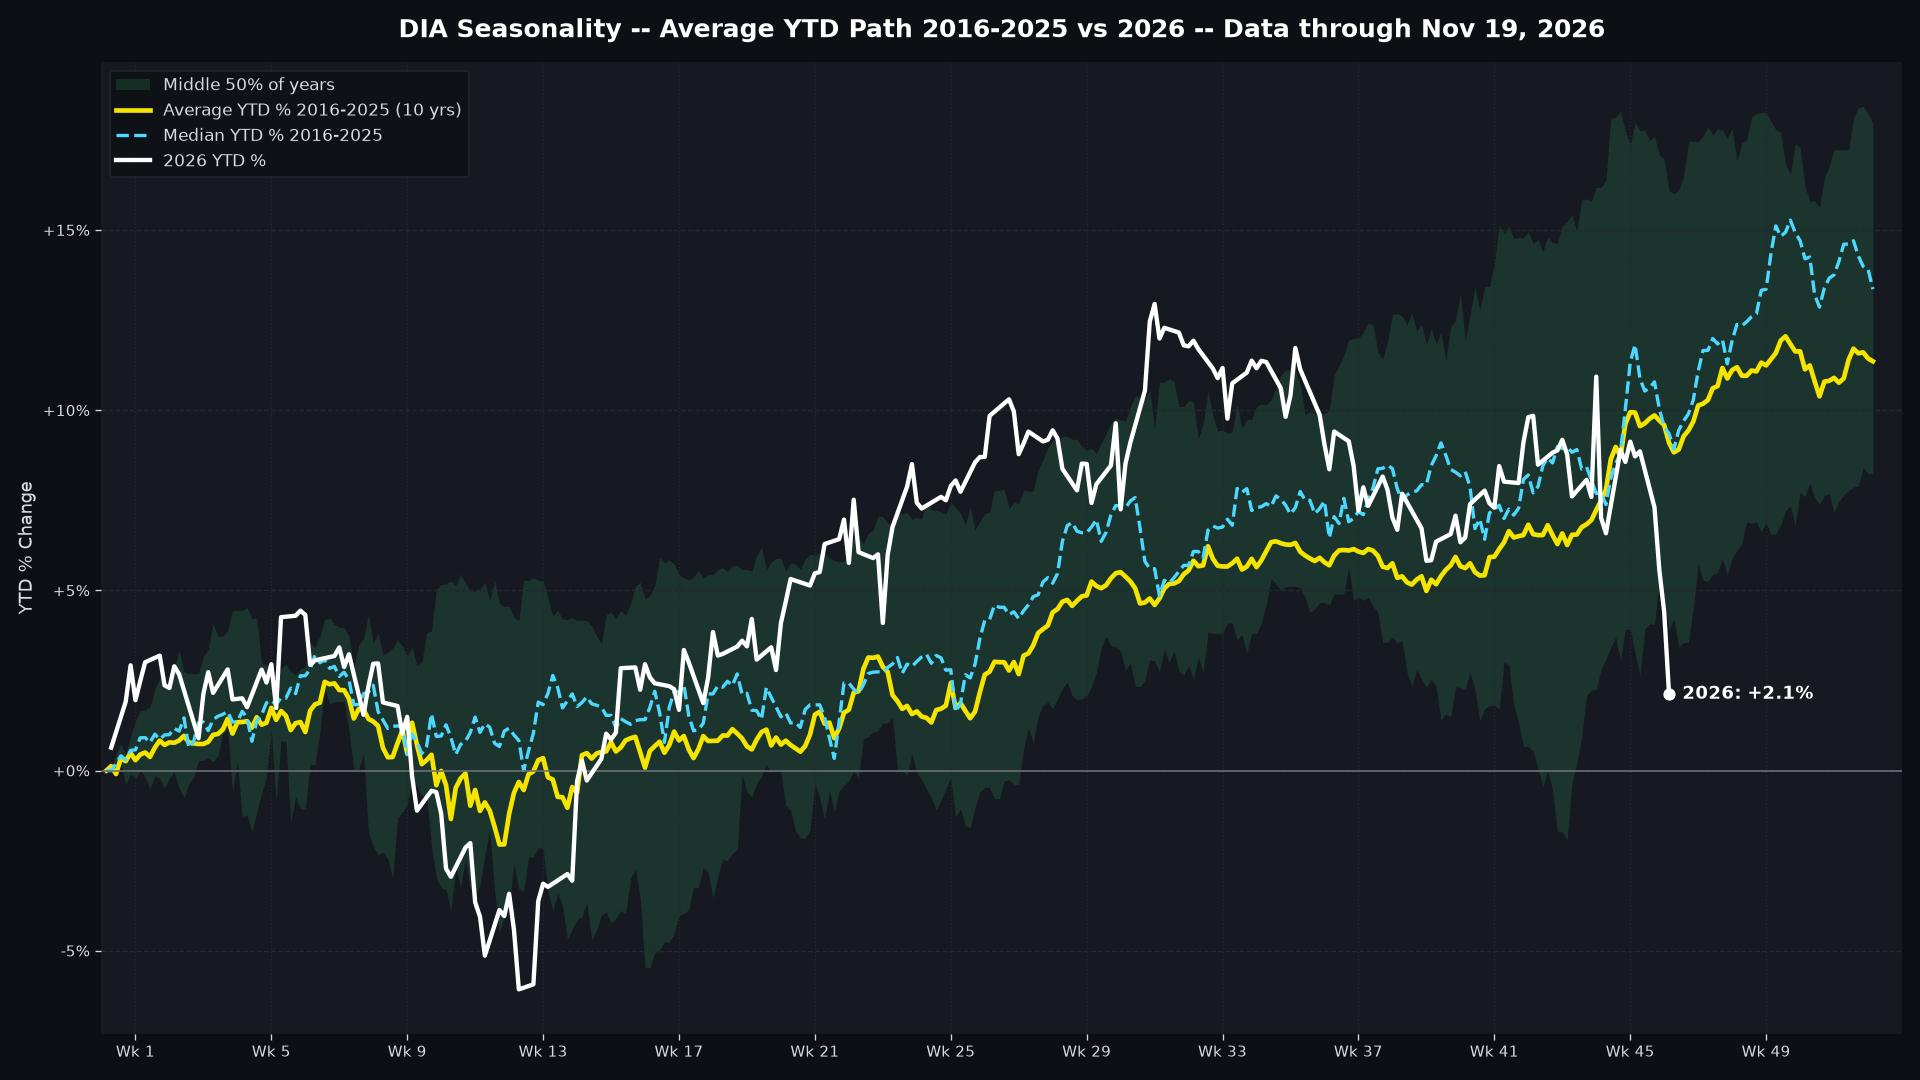 DIA Seasonality -- Average YTD Path 2016-2025 vs 2026 -- Data through Nov 19, 2026
Middle 50% of years
Average YTD % 2016-2025 (10 yrs)
Median YTD % 2016-2025
2026 YTD %
YTD % Change
+15%
+10%
+5%
+0%
-5%
2026: +2.1%
Wk 1 Wk 5 Wk 9 Wk 13 Wk 17 Wk 21 Wk 25 Wk 29 Wk 33 Wk 37 Wk 41 Wk 45 Wk 49